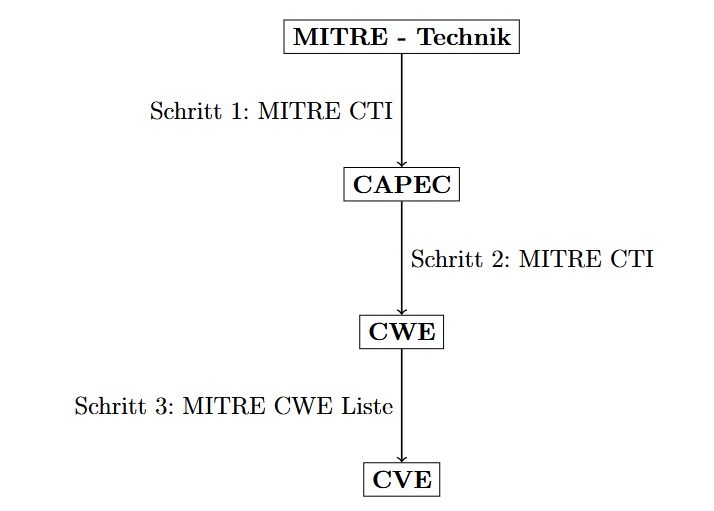 MITRE - Technik
Schritt 1: MITRE CTI
CAPEC
Schritt 2: MITRE CTI
CWE
Schritt 3: MITRE CWE Liste
CVE